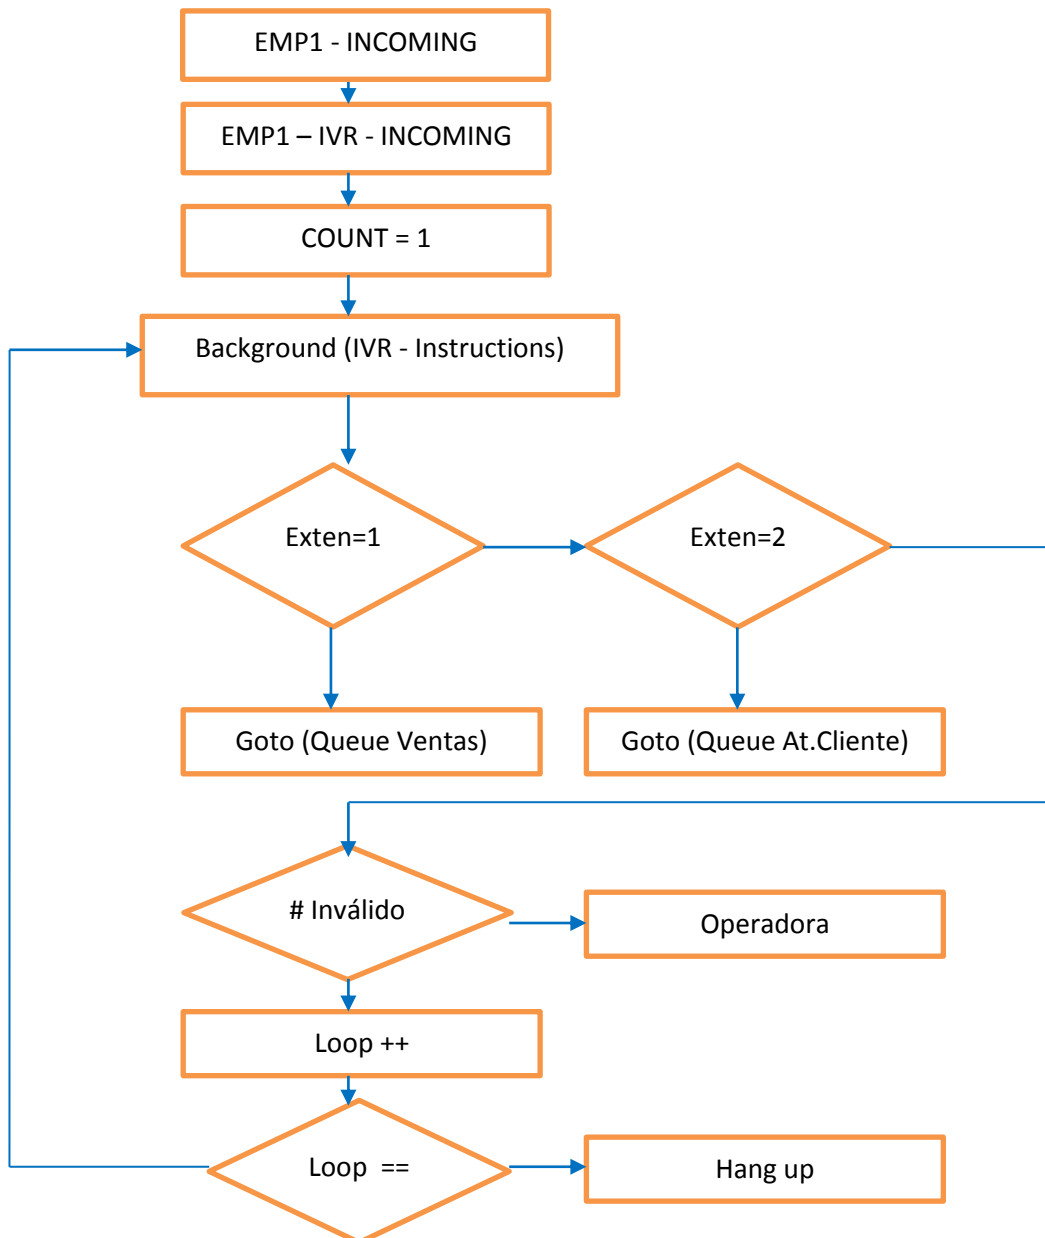 EMP1 - INCOMING
EMP1 – IVR - INCOMING
COUNT = 1
Background (IVR - Instructions)
Exten=1
Exten=2
Goto (Queue Ventas)
Goto (Queue At.Cliente)
# Inválido
Operadora
Loop ++
Loop ==
Hang up